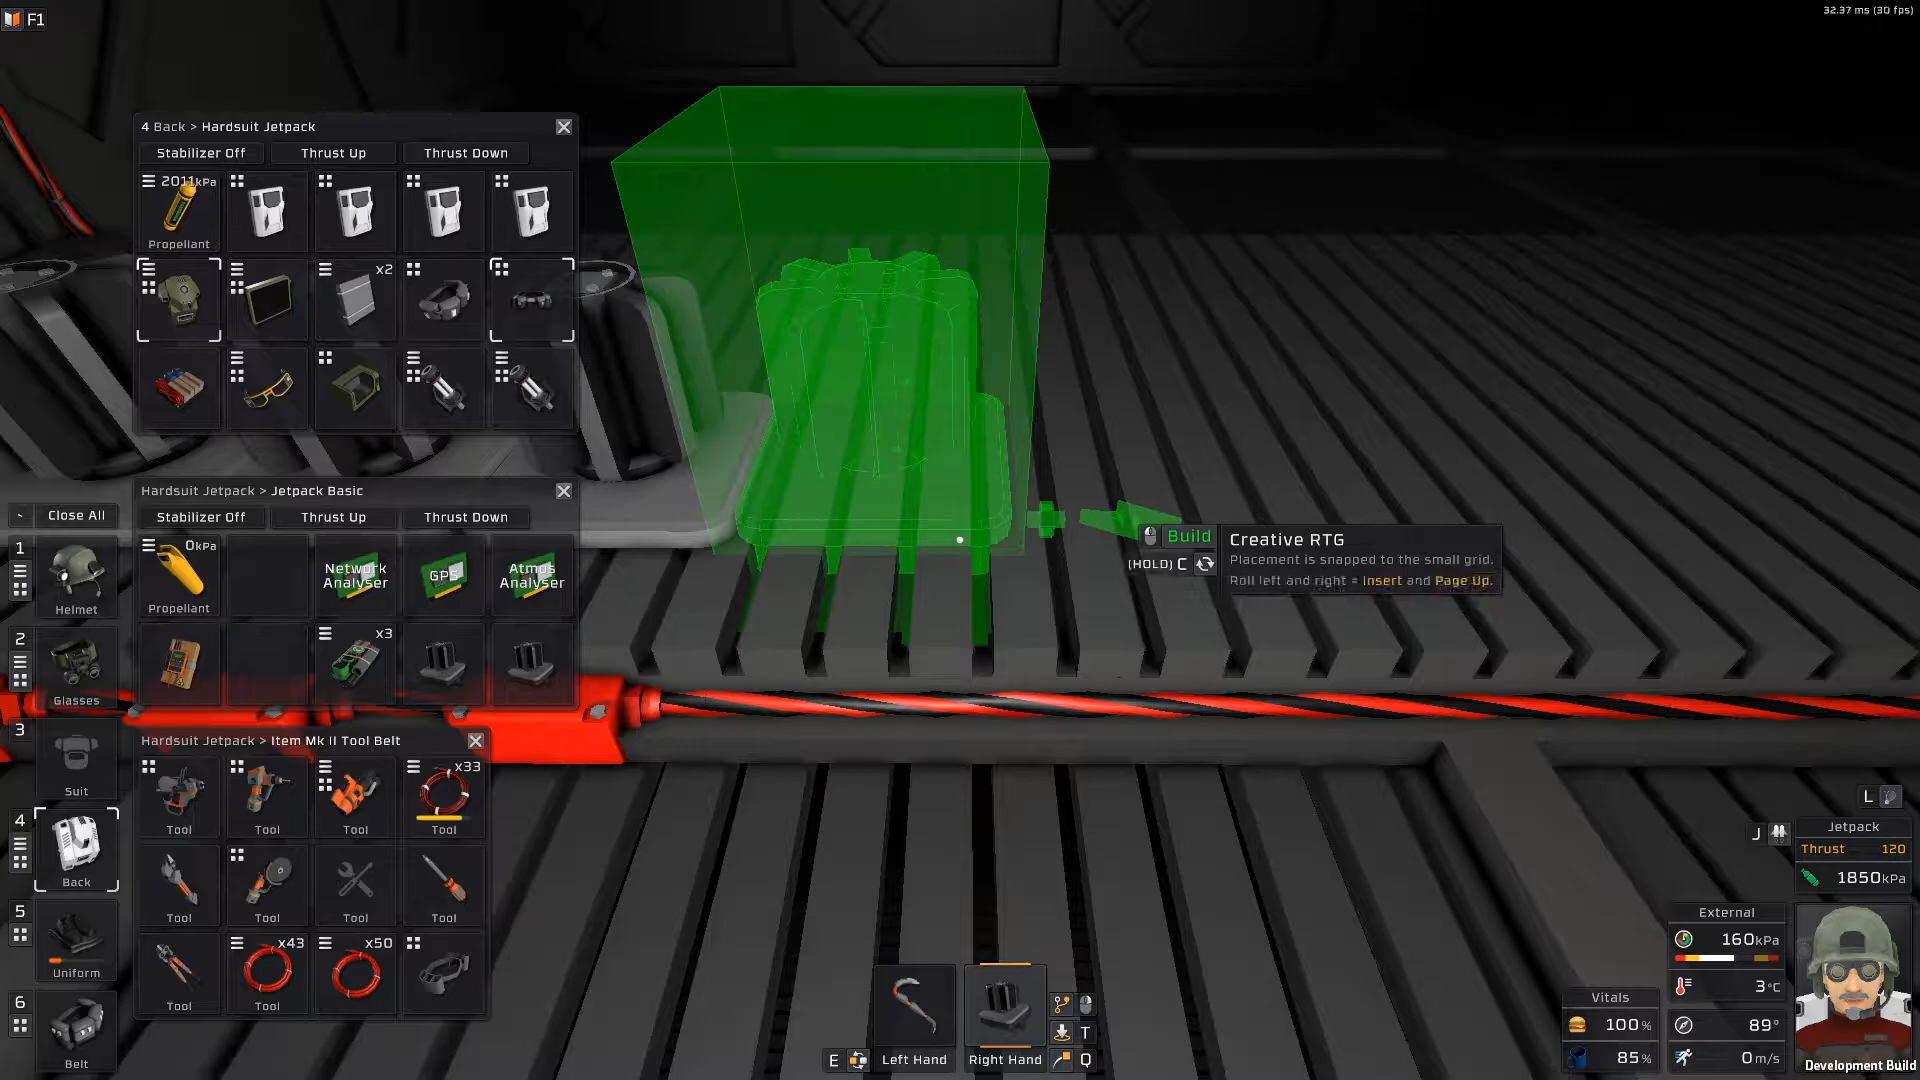 F1
32.37 ms (30 fps)
4 Back > Hardsuit Jetpack
Stabilizer Off
Thrust Up
Thrust Down
2011kPa
Propellant
x2
Hardsuit Jetpack > Jetpack Basic
Stabilizer Off
Thrust Up
Thrust Down
0kPa
Propellant
Network
Analyser
GPS
Atmos
Analyser
x3
Hardsuit Jetpack > Item Mk II Tool Belt
Tool
Tool
Tool
x33
Tool
Tool
Tool
Tool
Tool
Tool
x43
Tool
x50
Tool
~ Close All
1
Helmet
2
Glasses
3
Suit
4
Back
5
Uniform
6
Belt
Build
(HOLD) C
Creative RTG
Placement is snapped to the small grid.
Roll left and right = Insert and Page Up.
E
Left Hand
Right Hand
T
Q
L
J
Jetpack
Thrust 120
1850kPa
External
160kPa
3°C
89°
0m/s
Vitals
100%
85%
Development Build